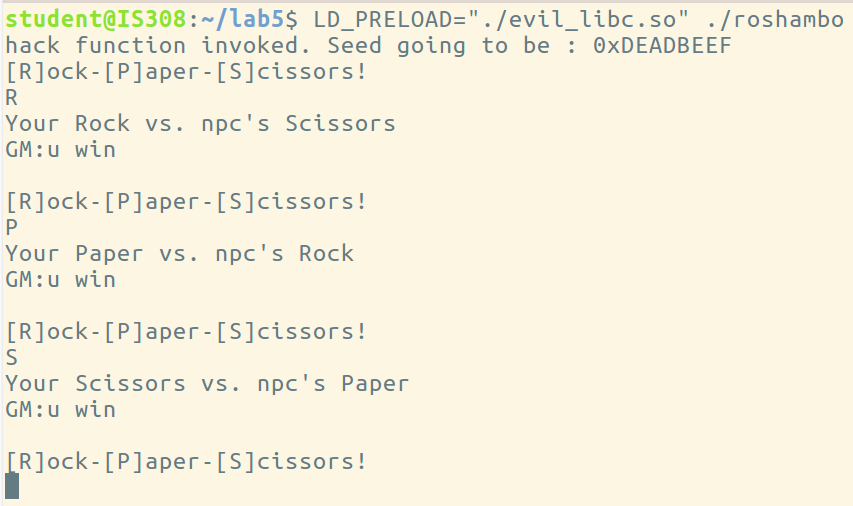 student@IS308:~/lab5$ LD_PRELOAD="./evil_libc.so" ./roshambo
hack function invoked. Seed going to be : 0xDEADBEEF
[R]ock-[P]aper-[S]cissors!
R
Your Rock vs. npc's Scissors
GM:u win
[R]ock-[P]aper-[S]cissors!
P
Your Paper vs. npc's Rock
GM:u win
[R]ock-[P]aper-[S]cissors!
S
Your Scissors vs. npc's Paper
GM:u win
[R]ock-[P]aper-[S]cissors!